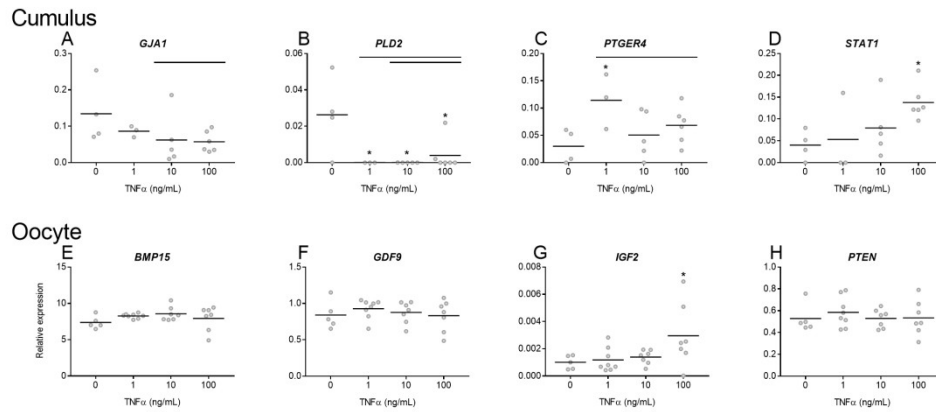 Cumulus
A GJA1
0.3
0.2
0.1
0.0
0 1 10 100
TNFα (ng/mL)
B PLD2
0.06
0.04
0.02
0.00
* * *
0 1 10 100
TNFα (ng/mL)
C PTGER4
0.20
0.15
0.10
0.05
0.00
*
0 1 10 100
TNFα (ng/mL)
D STAT1
0.25
0.20
0.15
0.10
0.05
0.00
*
0 1 10 100
TNFα (ng/mL)
Oocyte
E BMP15
Relative expression
15
10
5
0
0 1 10 100
TNFα (ng/mL)
F GDF9
1.5
1.0
0.5
0.0
0 1 10 100
TNFα (ng/mL)
G IGF2
0.008
0.006
0.004
0.002
0.000
*
0 1 10 100
TNFα (ng/mL)
H PTEN
1.0
0.8
0.6
0.4
0.2
0.0
0 1 10 100
TNFα (ng/mL)